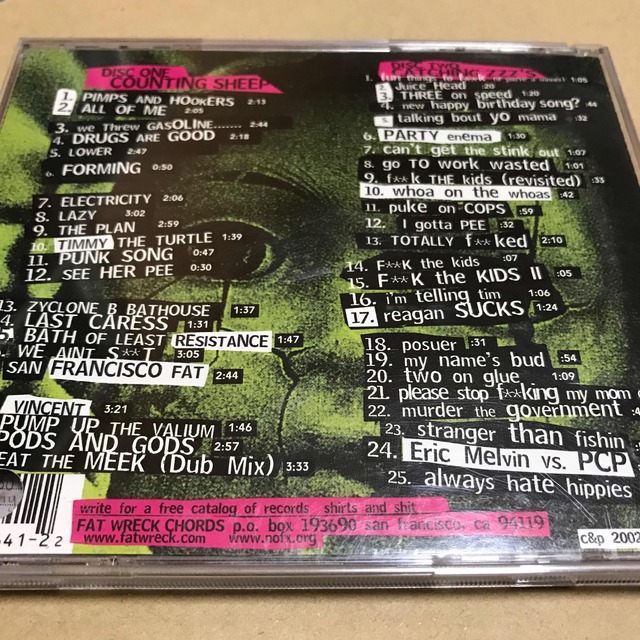 DISC ONE
COUNTING SHEEP
1. PIMPS AND HOOKERS 2:13
2. ALL OF ME 2:05
3. we Threw GASOLINE....... 2:44
4. DRUGS ARE GOOD 2:18
5. LOWER 2:47
6. FORMING 0:50
7. ELECTRICITY 2:06
8. LAZY 3:02
9. THE PLAN 2:59
10. TIMMY THE TURTLE 1:39
11. PUNK SONG 0:47
12. SEE HER PEE 0:30
13. ZYCLONE B BATHOUSE 1:37
4. LAST CARESS 1:31
BATH OF LEAST RESISTANCE 1:47
WE AINT S**T 3:05
SAN FRANCISCO FAT 2:44
VINCENT 3:21
PUMP UP THE VALIUM 1:46
PODS AND GODS 2:57
EAT THE MEEK (Dub Mix) 3:33
DISC TWO
CATCHING ZZZ'S
1. fun things to 1:05
2. Juice Head :20
3. THREE on speed 1:20
4. new happy birthday song? :44
5. talking bout yo mama :32
6. PARTY enema 1:30
7. can't get the stink out 1:07
8. go TO work wasted 1:01
9. f**K THE kids (revisited) :33
10. whoa on the whoas :42
11. puke on COPS :59
12. I gotta PEE :32
13. TOTALLY f**ked 2:10
14. F**K the kids :07
15. F**K the KIDS II :05
16. i'm telling tim 1:06
17. reagan SUCKS 1:24
18. posuer :31
19. my name's bud :54
20. two on glue 1:09
21. please stop f**king my mom
22. murder the government
23. stranger than fishin
24. Eric Melvin vs. PCP
25. always hate hippies
write for a free catalog of records shirts and shit
FAT WRECK CHORDS p.o. box 193690 san francisco, ca 94119
www.fatwreck.com www.nofx.org
641-2 2
c&p 2002